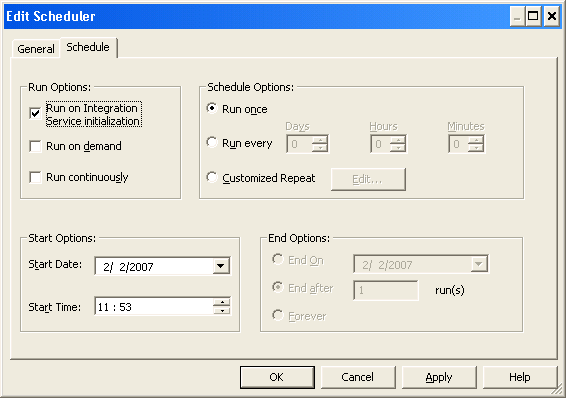 Edit Scheduler
General
Schedule
Run Options:
Run on Integration
Service initialization
Run on demand
Run continuously
Schedule Options:
Run once
Days
Hours
Minutes
Run every
0
0
0
Customized Repeat
Edit...
Start Options:
Start Date:
2/ 2/2007
Start Time:
11 : 53
End Options:
End On
2/ 2/2007
End after
1
run(s)
Forever
OK
Cancel
Apply
Help